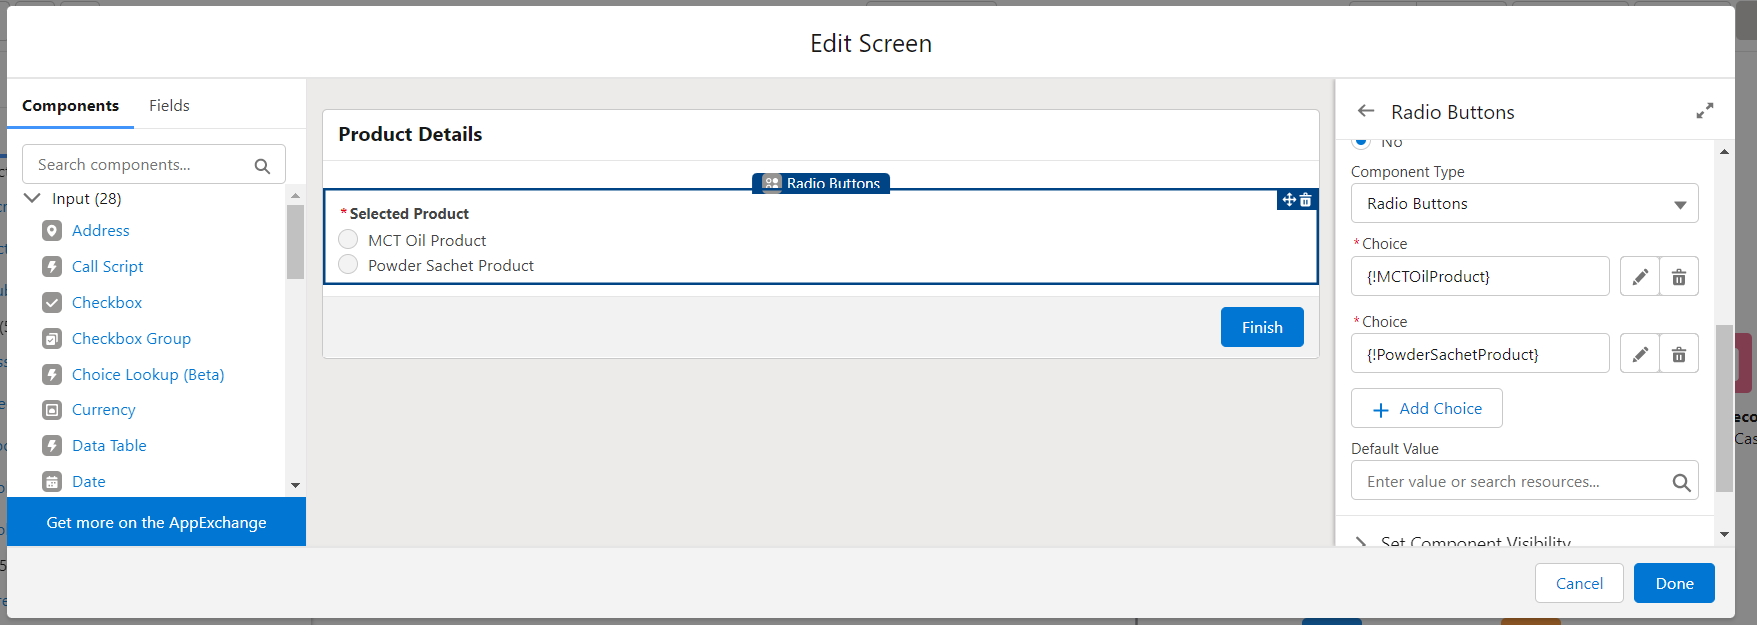 Edit Screen
Components
Fields
Search components...
Input (28)
Address
Call Script
Checkbox
Checkbox Group
Choice Lookup (Beta)
Currency
Data Table
Date
Get more on the AppExchange
Product Details
Radio Buttons
*Selected Product
MCT Oil Product
Powder Sachet Product
Finish
Radio Buttons
No
Component Type
Radio Buttons
*Choice
{!MCTOilProduct}
*Choice
{!PowderSachetProduct}
+ Add Choice
Default Value
Enter value or search resources...
Set Component Visibility
Cancel
Done